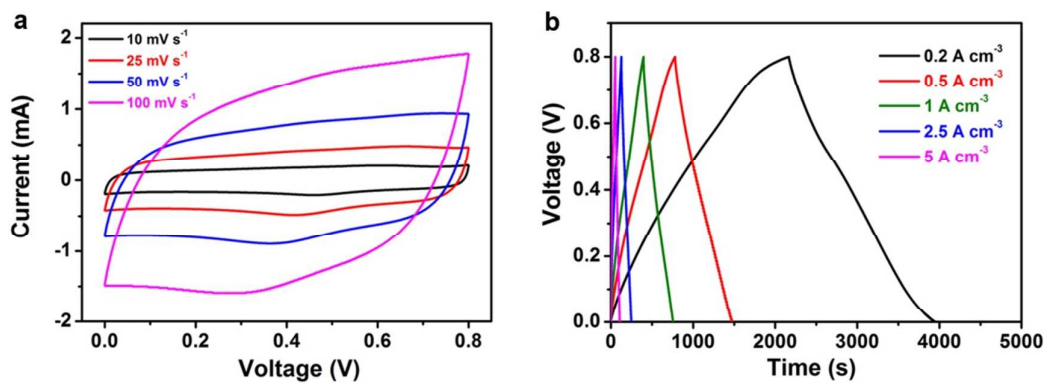 a
10 mV s⁻¹
25 mV s⁻¹
50 mV s⁻¹
100 mV s⁻¹
2
1
0
-1
-2
Current (mA)
0.0
0.2
0.4
0.6
0.8
Voltage (V)
b
0.2 A cm⁻³
0.5 A cm⁻³
1 A cm⁻³
2.5 A cm⁻³
5 A cm⁻³
0.8
0.6
0.4
0.2
0.0
Voltage (V)
0
1000
2000
3000
4000
5000
Time (s)